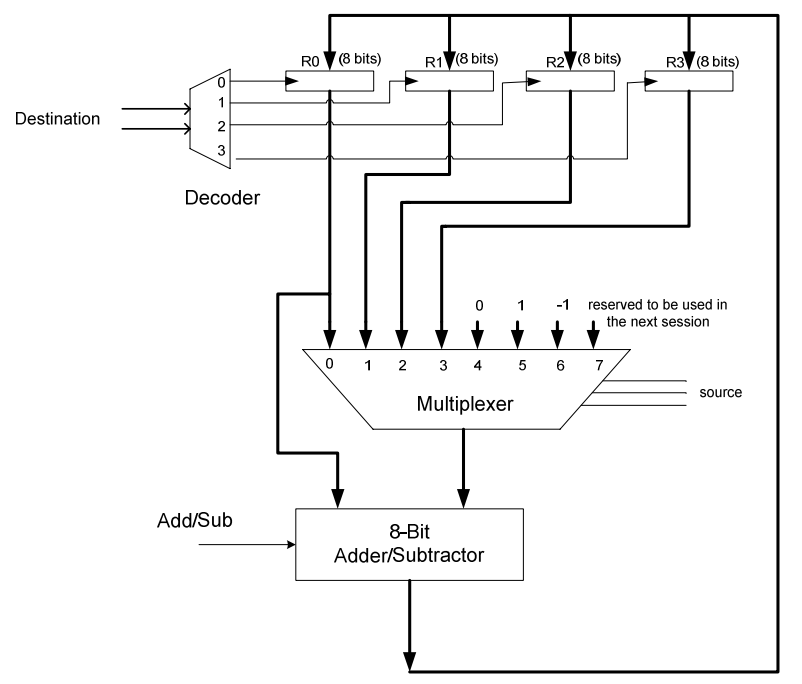 R0 (8 bits) R1 (8 bits) R2 (8 bits) R3 (8 bits)
0
1
2
3
Destination
Decoder
0 1 -1 reserved to be used in
the next session
0 1 2 3 4 5 6 7
Multiplexer
source
Add/Sub
8-Bit
Adder/Subtractor